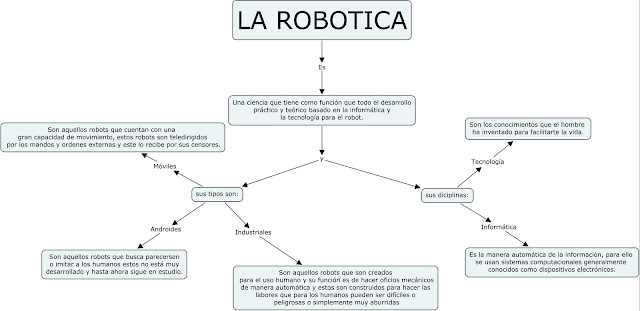 LA ROBOTICA
Es
Una ciencia que tiene como función que todo el desarrollo
práctico y teórico basado en la informática y
la tecnología para el robot.
y
sus tipos son:
Móviles
Son aquellos robots que cuentan con una
gran capacidad de movimiento, estos robots son teledirigidos
por los mandos y ordenes externas y este lo recibe por sus censores.
Androides
Son aquellos robots que busca parecersen
o imitar a los humanos estos no está muy
desarrollado y hasta ahora sigue en estudio.
Industriales
Son aquellos robots que son creados
para el uso humano y su función es de hacer oficios mecánicos
de manera automática y estos son construidos para hacer los
labores que para los humanos pueden ser difíciles o
peligrosas o simplemente muy aburridas
sus diciplinas:
Tecnología
Son los conocimientos que el hombre
ha inventado para facilitarte la vida.
Informática
Es la manera automática de la información, para ello
se usan sistemas computacionales generalmente
conocidos como dispositivos electrónicos.